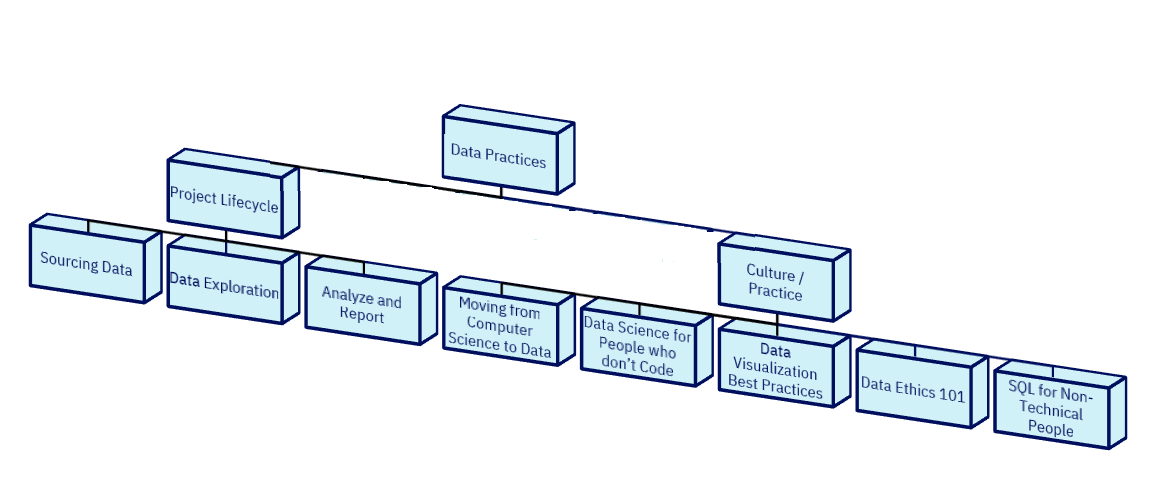 Data Practices
Project Lifecycle
Culture /
Practice
Sourcing Data
Data Exploration
Analyze and
Report
Moving from
Computer
Science to Data
Data Science for
People who
don't Code
Data
Visualization
Best Practices
Data Ethics 101
SQL for Non-
Technical
People